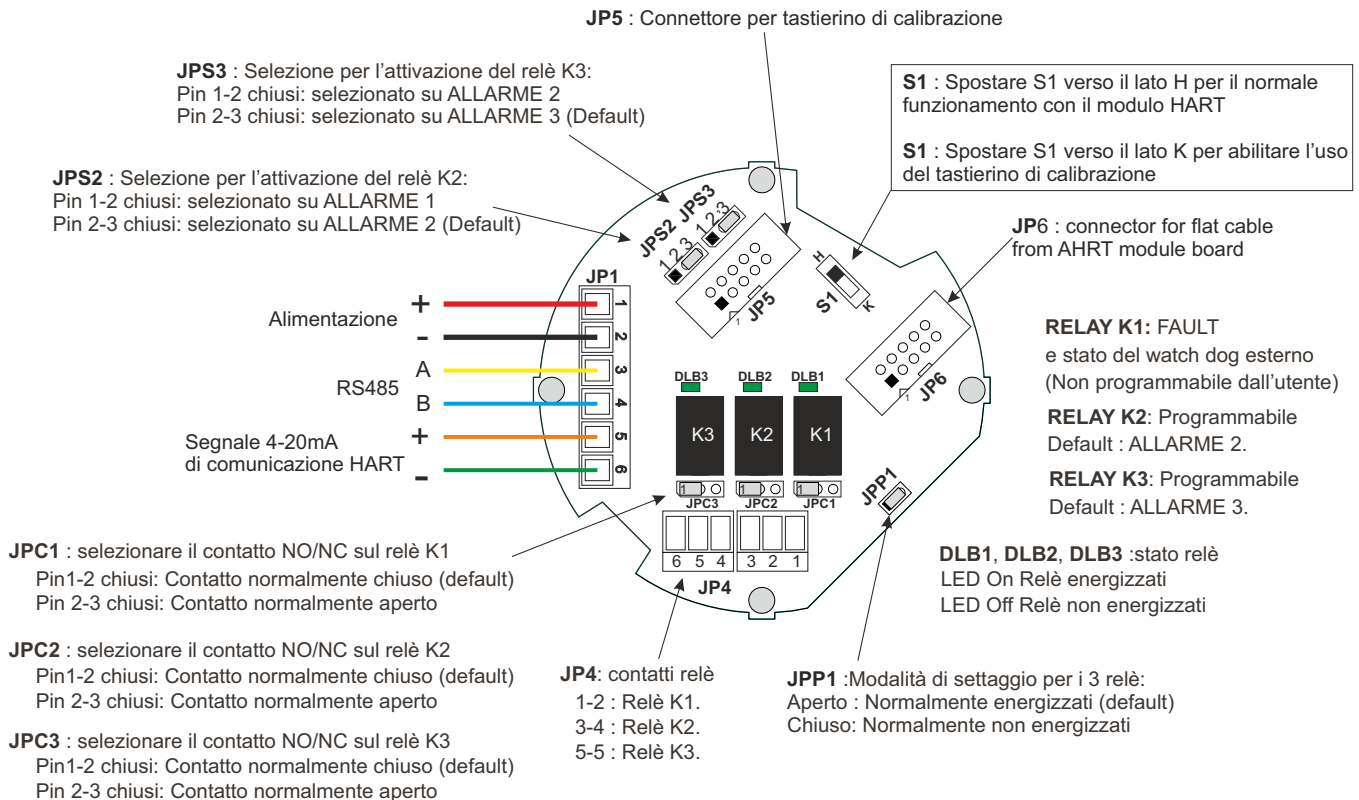 JP5 : Connettore per tastierino di calibrazione
JPS3 : Selezione per l'attivazione del relè K3:
Pin 1-2 chiusi: selezionato su ALLARME 2
Pin 2-3 chiusi: selezionato su ALLARME 3 (Default)
S1 : Spostare S1 verso il lato H per il normale
funzionamento con il modulo HART
S1 : Spostare S1 verso il lato K per abilitare l'uso
del tastierino di calibrazione
JPS2 : Selezione per l'attivazione del relè K2:
Pin 1-2 chiusi: selezionato su ALLARME 1
Pin 2-3 chiusi: selezionato su ALLARME 2 (Default)
JP6 : connector for flat cable
from AHRT module board
JPS2
JPS3
1 2 3
1 2 3
JP1
JP5
1
H
S1
K
JP6
1
Alimentazione
+
-
RS485
A
B
Segnale 4-20mA
di comunicazione HART
+
-
1
2
3
4
5
6
DLB3
DLB2
DLB1
K3
K2
K1
1
1
1
JPC3
JPC2
JPC1
JPP1
6 5 4
3 2 1
JP4
RELAY K1: FAULT
e stato del watch dog esterno
(Non programmabile dall'utente)
RELAY K2: Programmabile
Default : ALLARME 2.
RELAY K3: Programmabile
Default : ALLARME 3.
DLB1, DLB2, DLB3 :stato relè
LED On Relè energizzati
LED Off Relè non energizzati
JPC1 : selezionare il contatto NO/NC sul relè K1
Pin1-2 chiusi: Contatto normalmente chiuso (default)
Pin 2-3 chiusi: Contatto normalmente aperto
JPC2 : selezionare il contatto NO/NC sul relè K2
Pin1-2 chiusi: Contatto normalmente chiuso (default)
Pin 2-3 chiusi: Contatto normalmente aperto
JPC3 : selezionare il contatto NO/NC sul relè K3
Pin1-2 chiusi: Contatto normalmente chiuso (default)
Pin 2-3 chiusi: Contatto normalmente aperto
JP4: contatti relè
1-2 : Relè K1.
3-4 : Relè K2.
5-5 : Relè K3.
JPP1 :Modalità di settaggio per i 3 relè:
Aperto : Normalmente energizzati (default)
Chiuso: Normalmente non energizzati